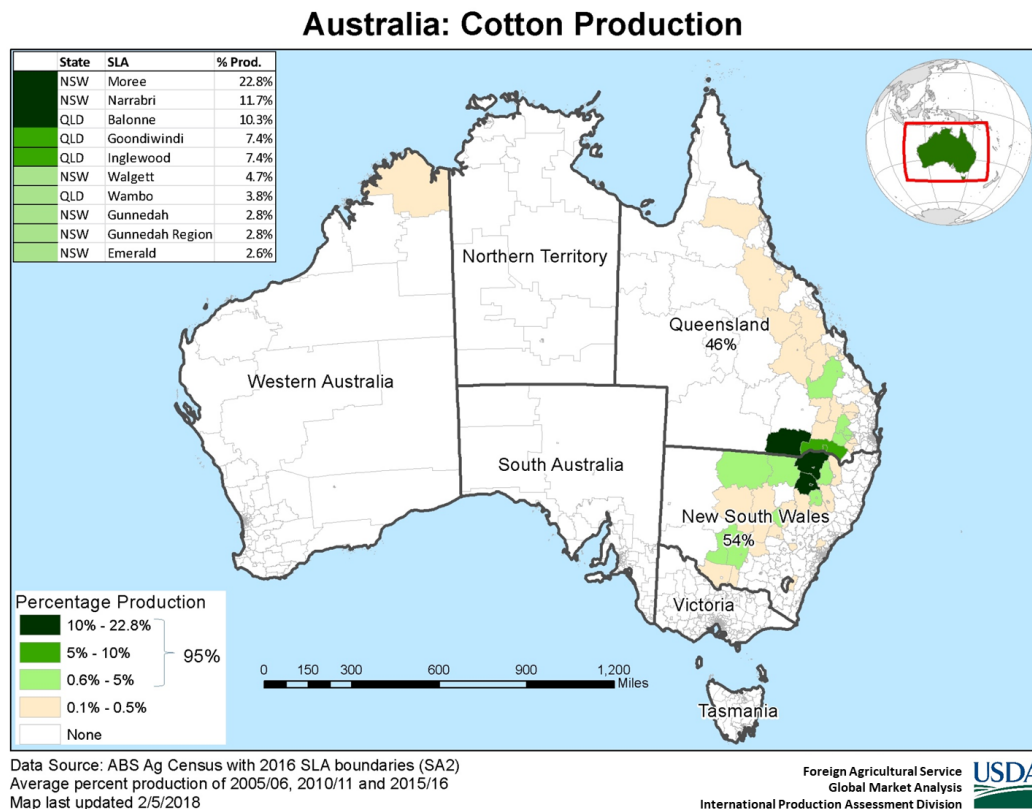 Australia: Cotton Production
State SLA % Prod.
NSW Moree 22.8%
NSW Narrabri 11.7%
QLD Balonne 10.3%
QLD Goondiwindi 7.4%
QLD Inglewood 7.4%
NSW Walgett 4.7%
QLD Wambo 3.8%
NSW Gunnedah 2.8%
NSW Gunnedah Region 2.8%
NSW Emerald 2.6%
Northern Territory
Queensland
46%
Western Australia
South Australia
New South Wales
54%
Victoria
Tasmania
Percentage Production
10% - 22.8%
5% - 10%
0.6% - 5%
95%
0.1% - 0.5%
None
0 150 300 600 900 1,200
Miles
Data Source: ABS Ag Census with 2016 SLA boundaries (SA2)
Average percent production of 2005/06, 2010/11 and 2015/16
Map last updated 2/5/2018
Foreign Agricultural Service
Global Market Analysis
International Production Assessment Division
USDA